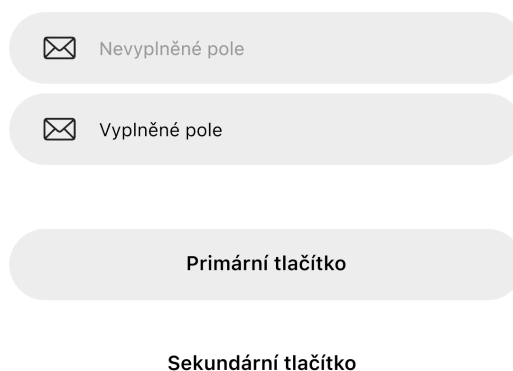 Nevyplněné pole
Vyplněné pole
Primární tlačítko
Sekundární tlačítko